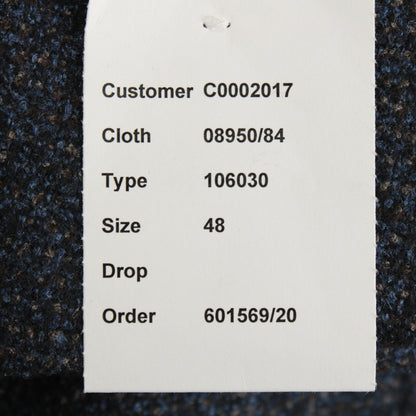 Customer C0002017
Cloth 08950/84
Type 106030
Size 48
Drop
Order 601569/20